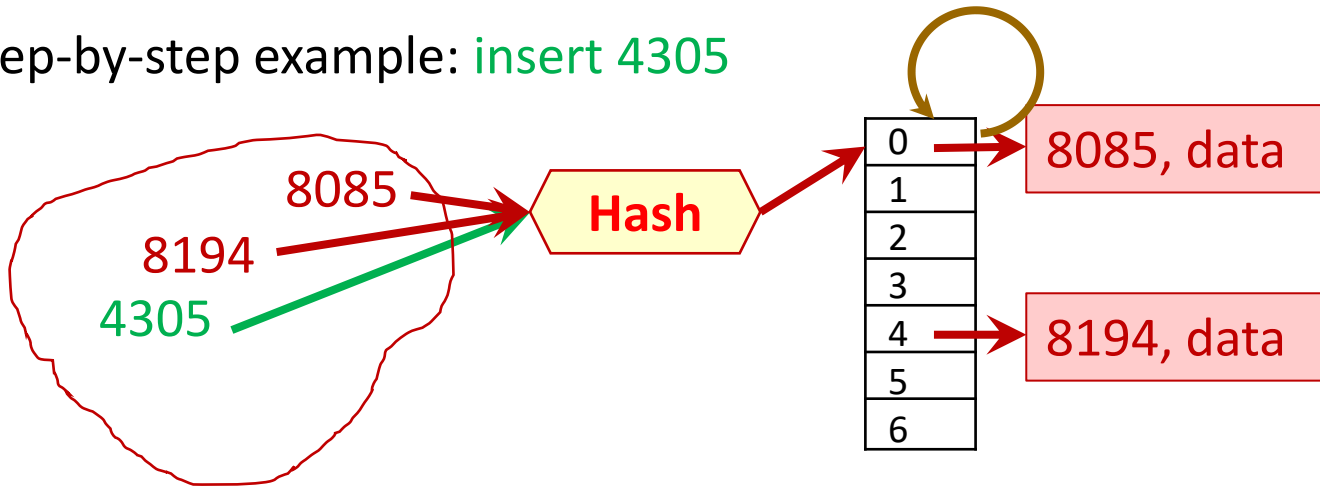 ep-by-step example: insert 4305
8085
8194
4305
Hash
0
1
2
3
4
5
6
8085, data
8194, data